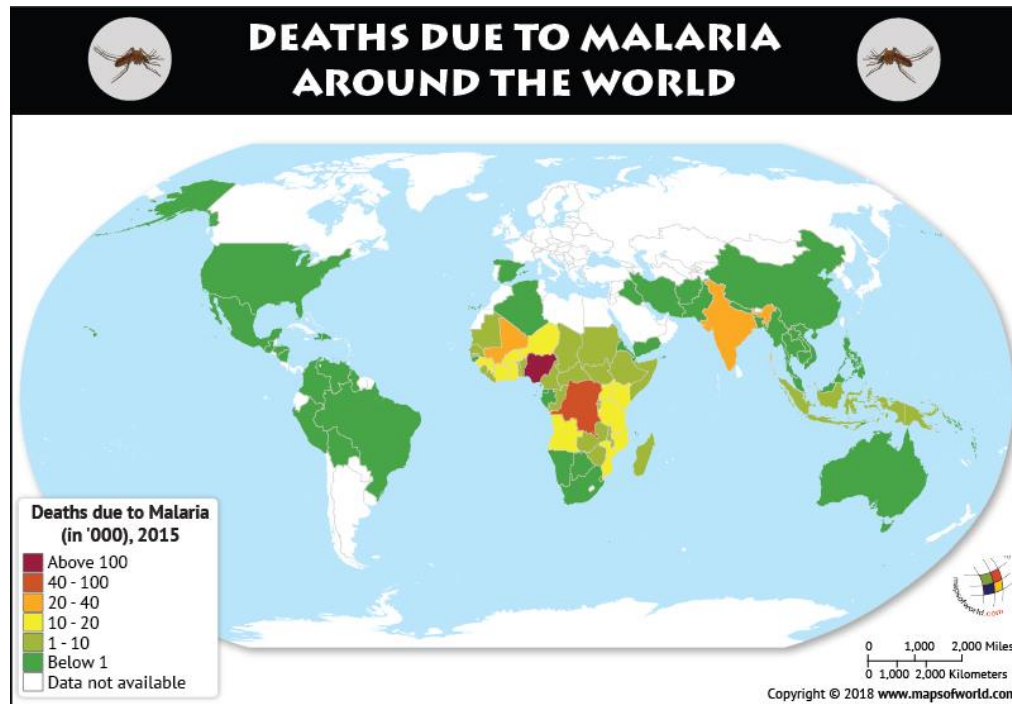 DEATHS DUE TO MALARIA
AROUND THE WORLD
Deaths due to Malaria
(in '000), 2015
Above 100
40 - 100
20 - 40
10 - 20
1 - 10
Below 1
Data not available
mapsofworld.com
0 1,000 2,000 Miles
0 1,000 2,000 Kilometers
Copyright © 2018 www.mapsofworld.com